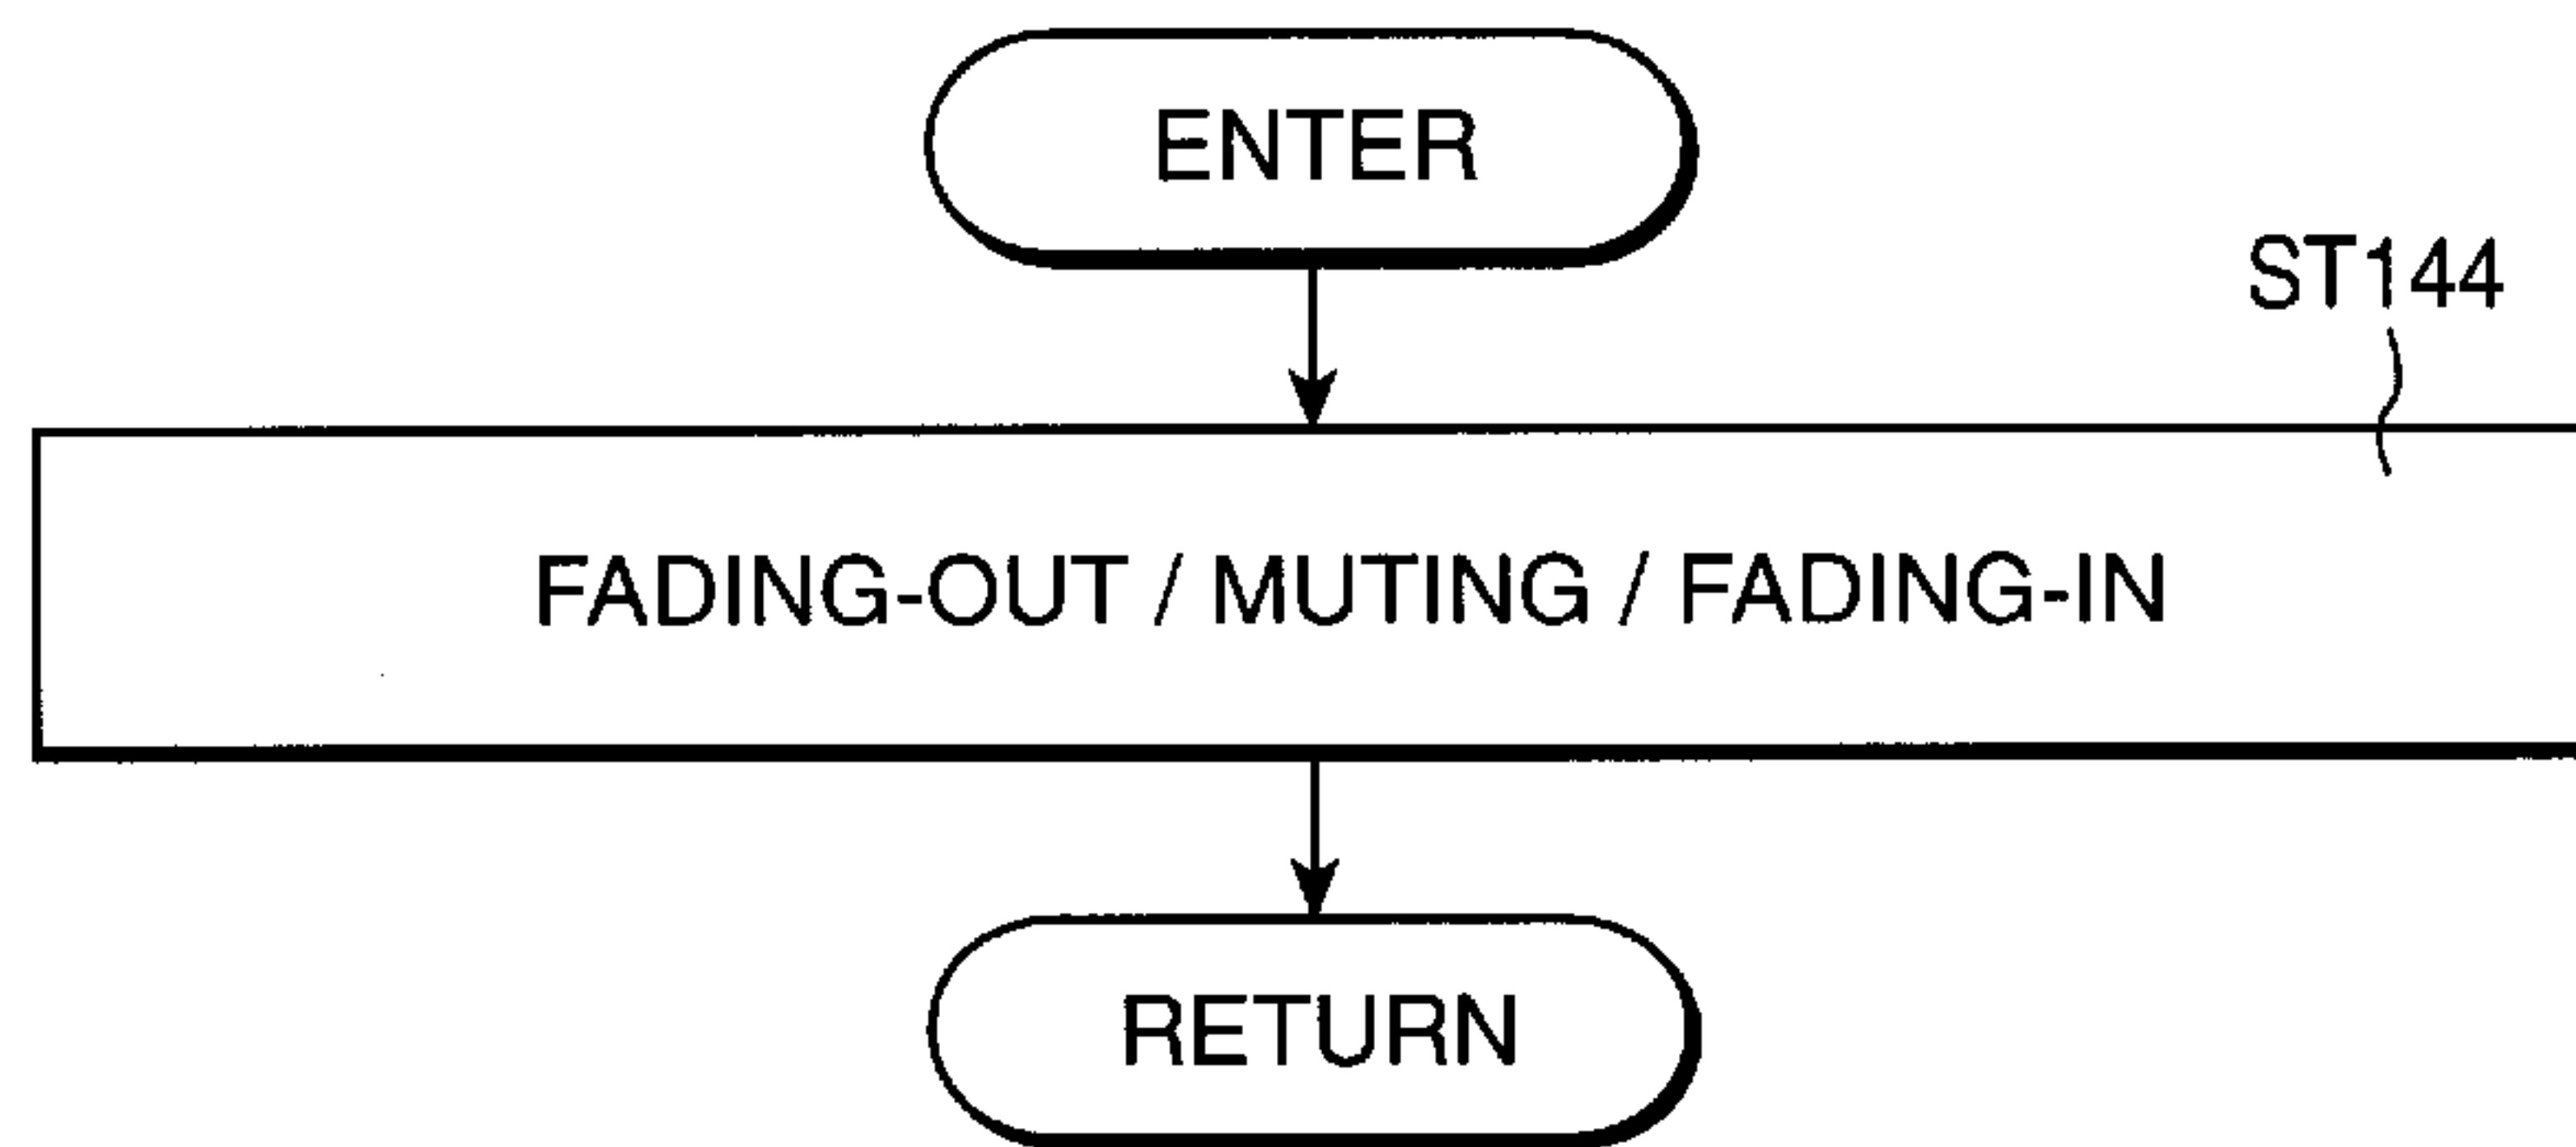 ENTER
ST144
FADING-OUT / MUTING / FADING-IN
RETURN